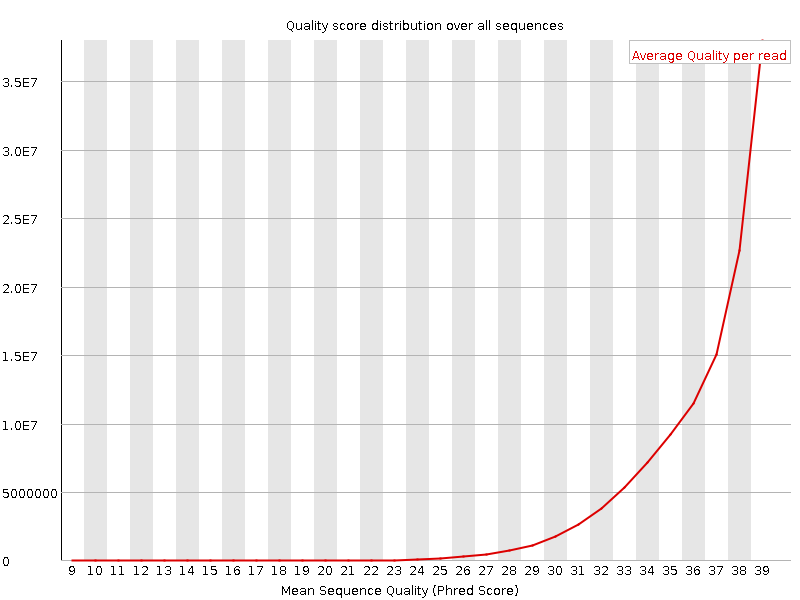 Quality score distribution over all sequences
Average Quality per read
3.5E7
3.0E7
2.5E7
2.0E7
1.5E7
1.0E7
5000000
0
9 10 11 12 13 14 15 16 17 18 19 20 21 22 23 24 25 26 27 28 29 30 31 32 33 34 35 36 37 38 39
Mean Sequence Quality (Phred Score)